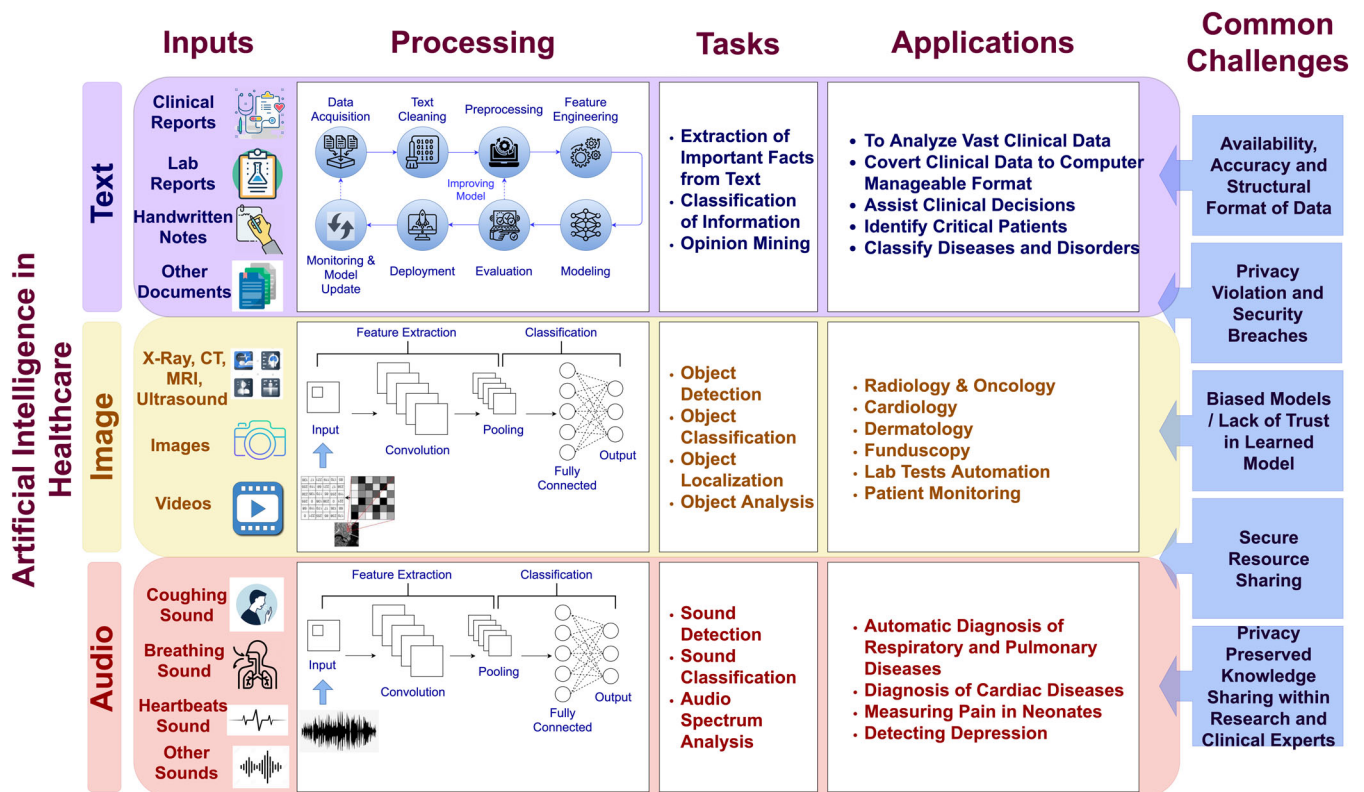 Inputs
Processing
Tasks
Applications
Common
Challenges
Artificial Intelligence in
Healthcare
Text
Clinical
Reports
Lab
Reports
Handwritten
Notes
Other
Documents
Data
Acquisition
Text
Cleaning
Preprocessing
Feature
Engineering
Improving
Model
Monitoring &
Model
Update
Deployment
Evaluation
Modeling
• Extraction of
Important Facts
from Text
• Classification
of Information
• Opinion Mining
• To Analyze Vast Clinical Data
• Covert Clinical Data to Computer
Manageable Format
• Assist Clinical Decisions
• Identify Critical Patients
• Classify Diseases and Disorders
Image
X-Ray, CT,
MRI,
Ultrasound
Images
Videos
Feature Extraction
Classification
Input
Convolution
Pooling
Fully
Connected
Output
• Object
Detection
• Object
Classification
• Object
Localization
• Object Analysis
• Radiology & Oncology
• Cardiology
• Dermatology
• Funduscopy
• Lab Tests Automation
• Patient Monitoring
Audio
Coughing
Sound
Breathing
Sound
Heartbeats
Sound
Other
Sounds
Feature Extraction
Classification
Input
Convolution
Pooling
Fully
Connected
Output
• Sound
Detection
• Sound
Classification
• Audio
Spectrum
Analysis
• Automatic Diagnosis of
Respiratory and Pulmonary
Diseases
• Diagnosis of Cardiac Diseases
• Measuring Pain in Neonates
• Detecting Depression
Availability,
Accuracy and
Structural
Format of Data
Privacy
Violation and
Security
Breaches
Biased Models
/ Lack of Trust
in Learned
Model
Secure
Resource
Sharing
Privacy
Preserved
Knowledge
Sharing within
Research and
Clinical Experts